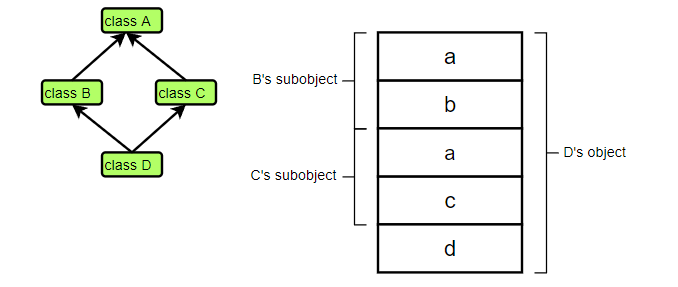 class A
class B
class C
class D
B's subobject
C's subobject
a
b
a
c
d
D's object